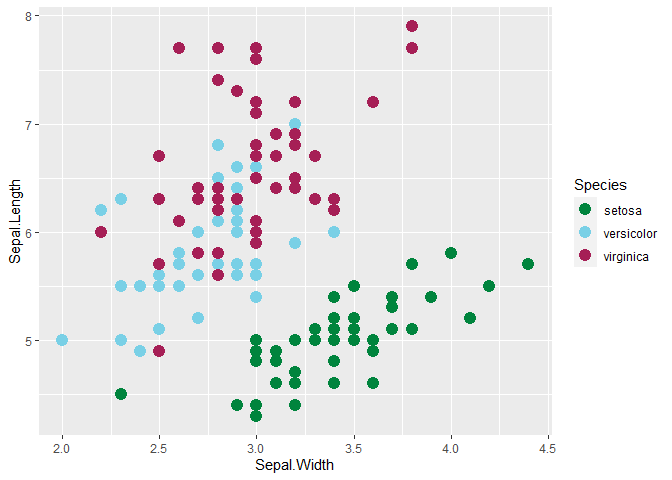 8
7
6
5
Sepal.Length
2.0 2.5 3.0 3.5 4.0 4.5
Sepal.Width
Species
setosa
versicolor
virginica